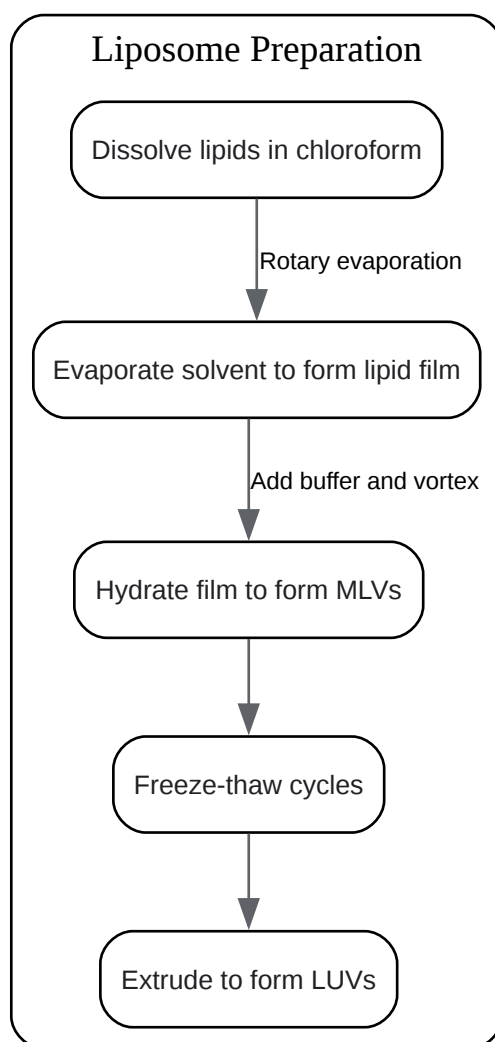 Liposome Preparation
Dissolve lipids in chloroform
Rotary evaporation
Evaporate solvent to form lipid film
Add buffer and vortex
Hydrate film to form MLVs
Freeze-thaw cycles
Extrude to form LUVs